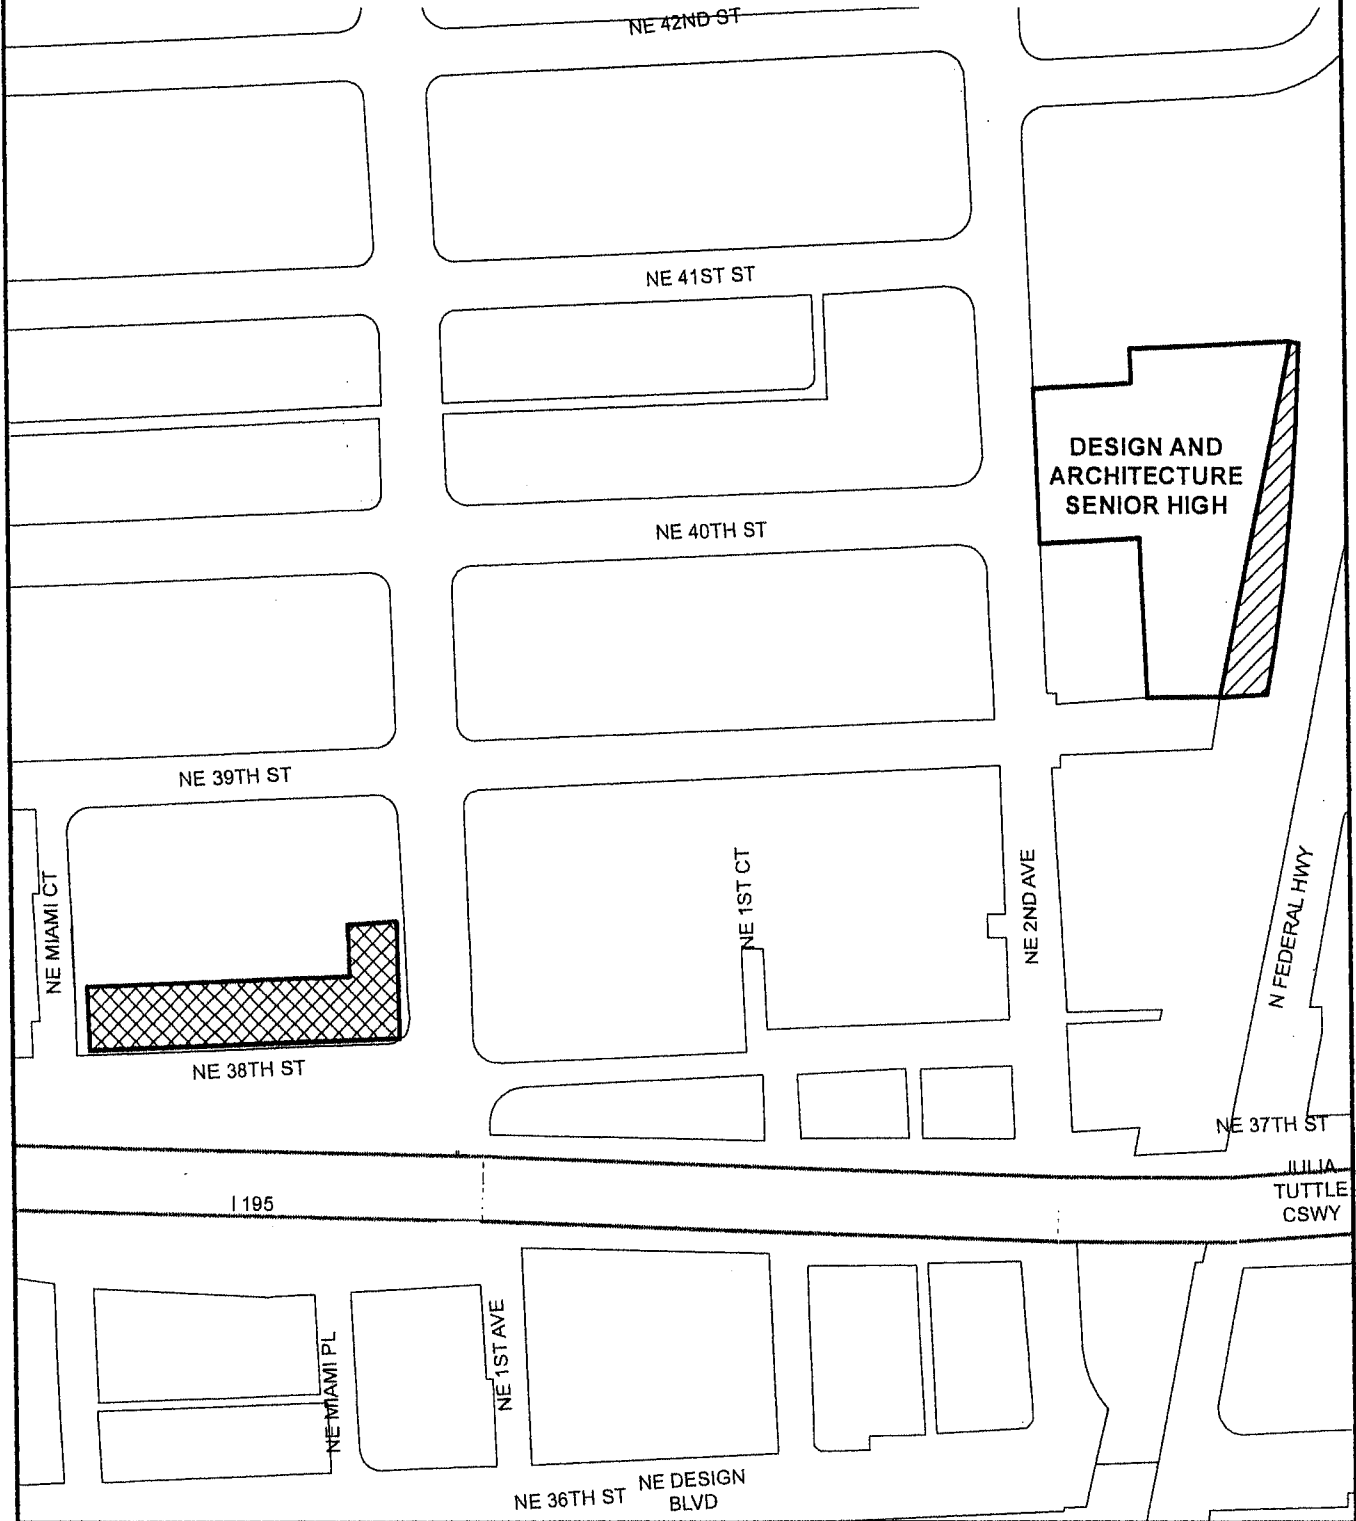 NE 42ND ST
NE 41ST ST
DESIGN AND
ARCHITECTURE
SENIOR HIGH
NE 40TH ST
NE 39TH ST
NE MIAMI CT
NE 1ST CT
NE 2ND AVE
N FEDERAL HWY
NE 38TH ST
NE 37TH ST
JULIA
TUTTLE
CSWY
I 195
NE MIAMI PL
NE 1ST AVE
NE 36TH ST
NE DESIGN
BLVD